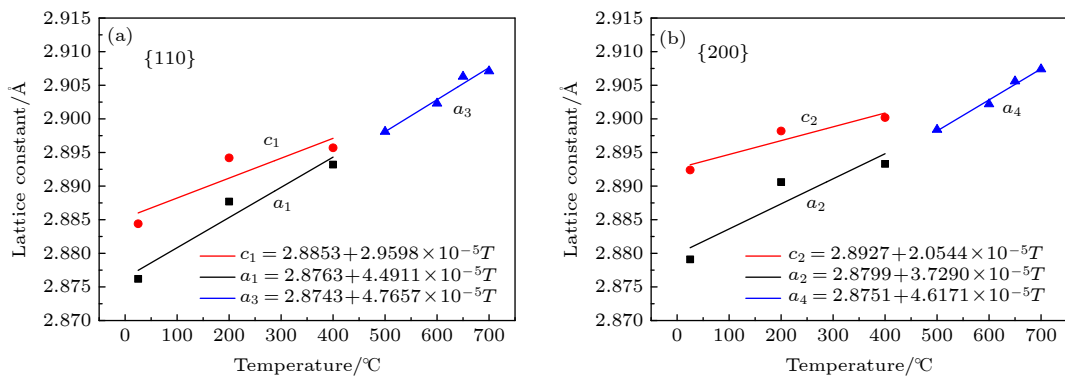 (a)
{110}
Lattice constant/Å
2.915
2.910
2.905
2.900
2.895
2.890
2.885
2.880
2.875
2.870
c₁
a₁
a₃
c₁ = 2.8853+2.9598×10⁻⁵T
a₁ = 2.8763+4.4911×10⁻⁵T
a₃ = 2.8743+4.7657×10⁻⁵T
0 100 200 300 400 500 600 700
Temperature/℃
(b)
{200}
Lattice constant/Å
2.915
2.910
2.905
2.900
2.895
2.890
2.885
2.880
2.875
2.870
c₂
a₂
a₄
c₂ = 2.8927+2.0544×10⁻⁵T
a₂ = 2.8799+3.7290×10⁻⁵T
a₄ = 2.8751+4.6171×10⁻⁵T
0 100 200 300 400 500 600 700
Temperature/℃